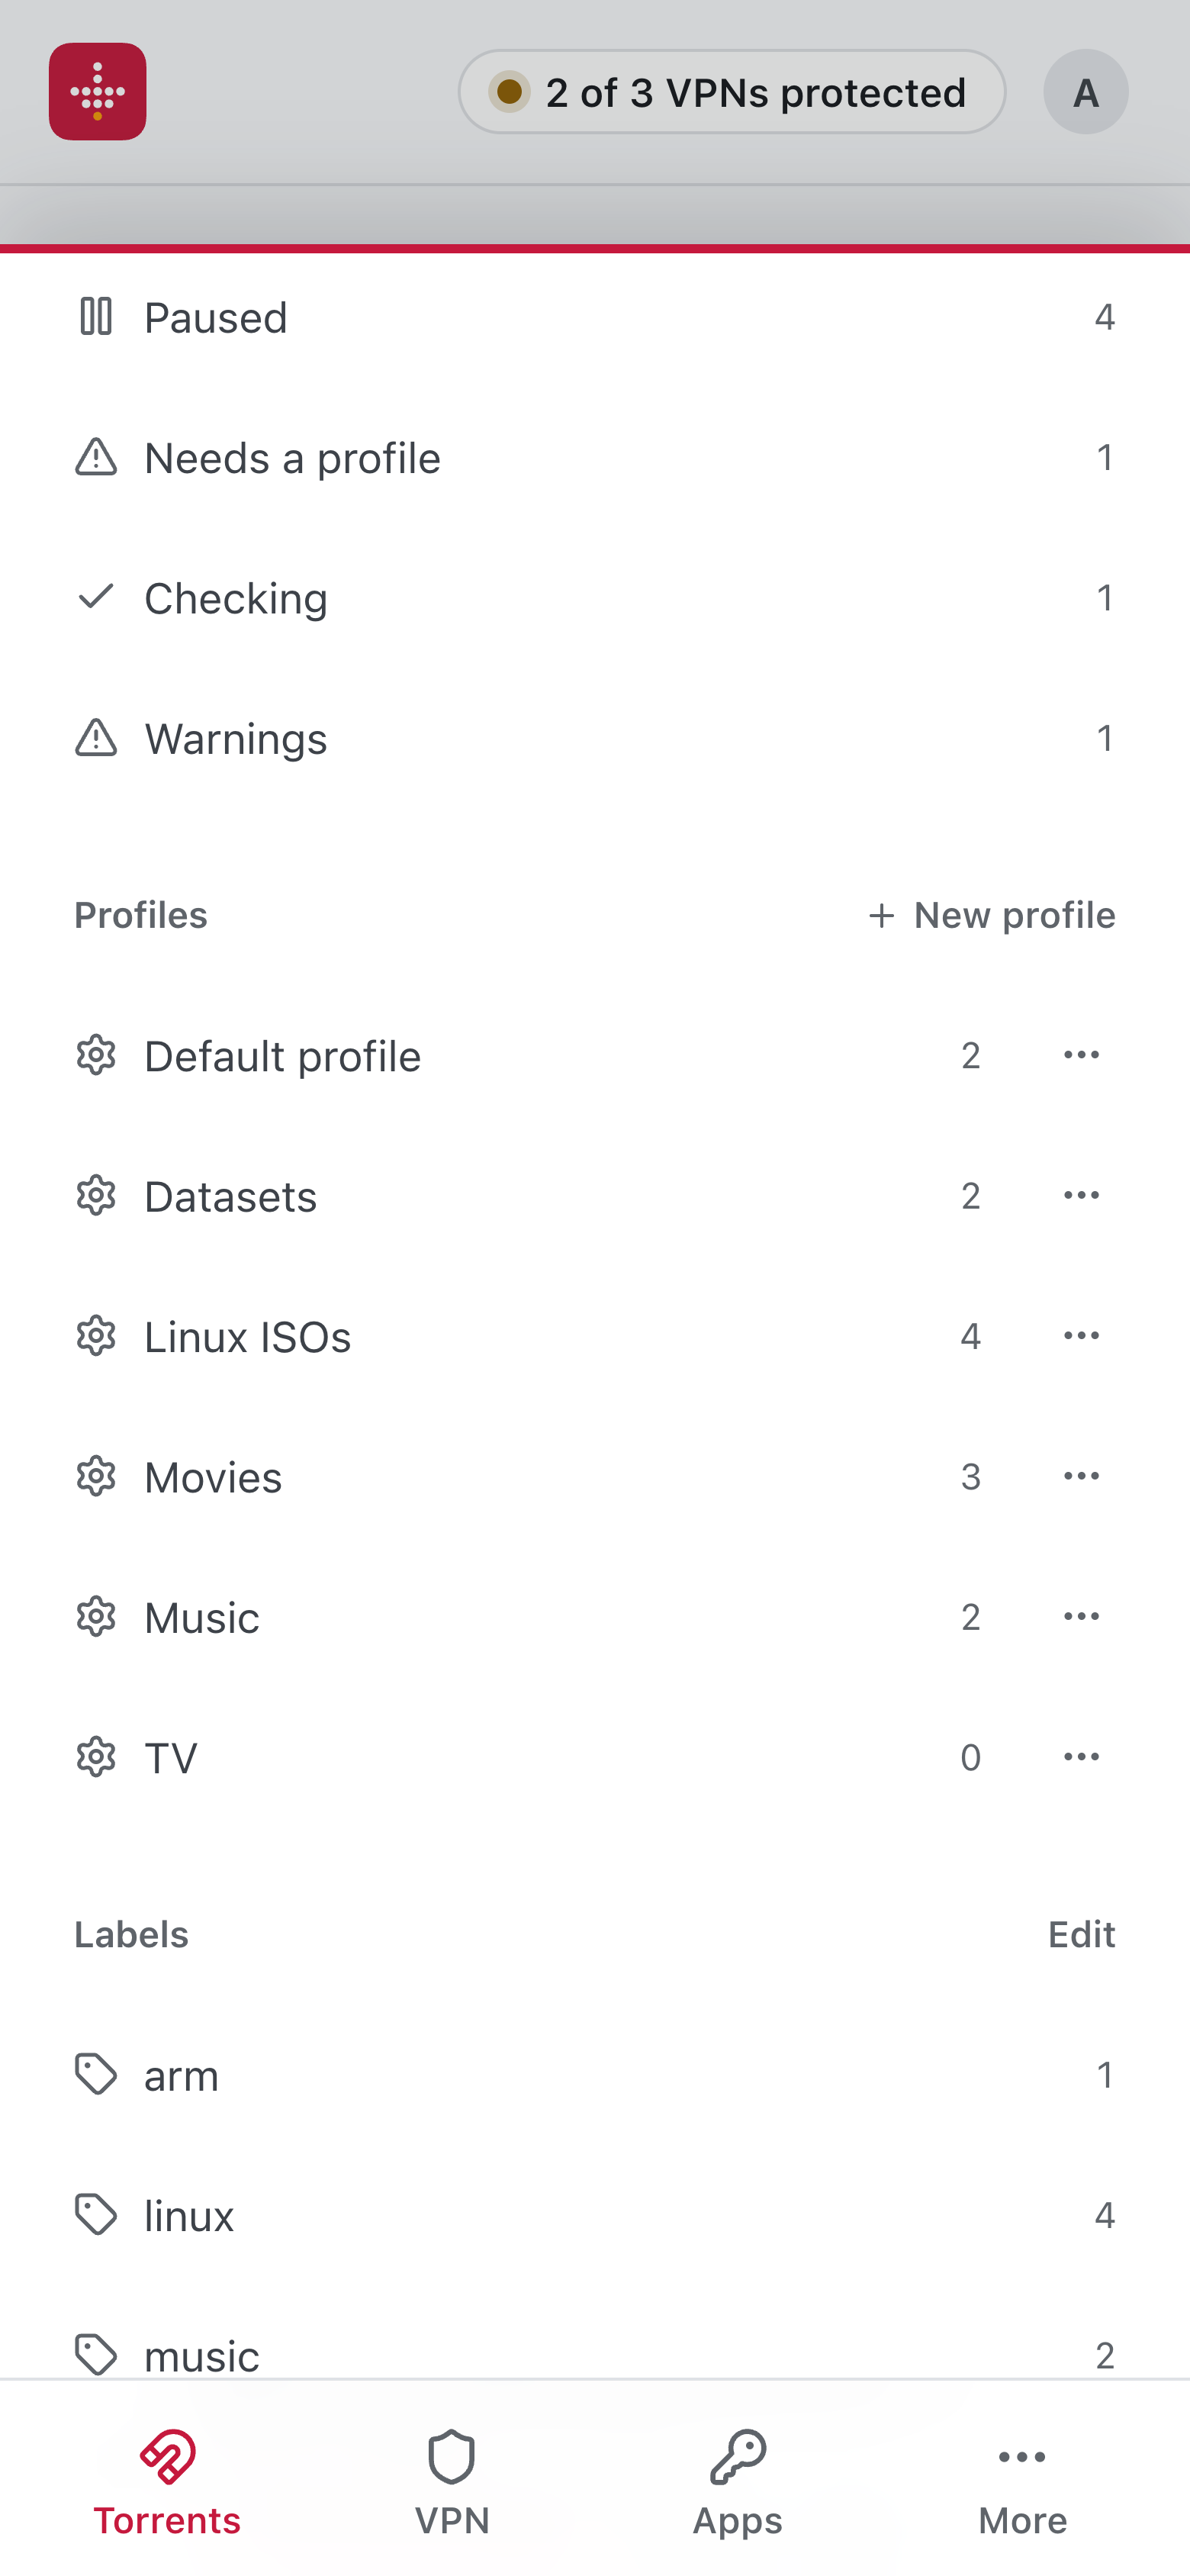 2 of 3 VPNs protected
A
Paused 4
Needs a profile 1
Checking 1
Warnings 1
Profiles + New profile
Default profile 2
Datasets 2
Linux ISOs 4
Movies 3
Music 2
TV 0
Labels Edit
arm 1
linux 4
music 2
Torrents VPN Apps More